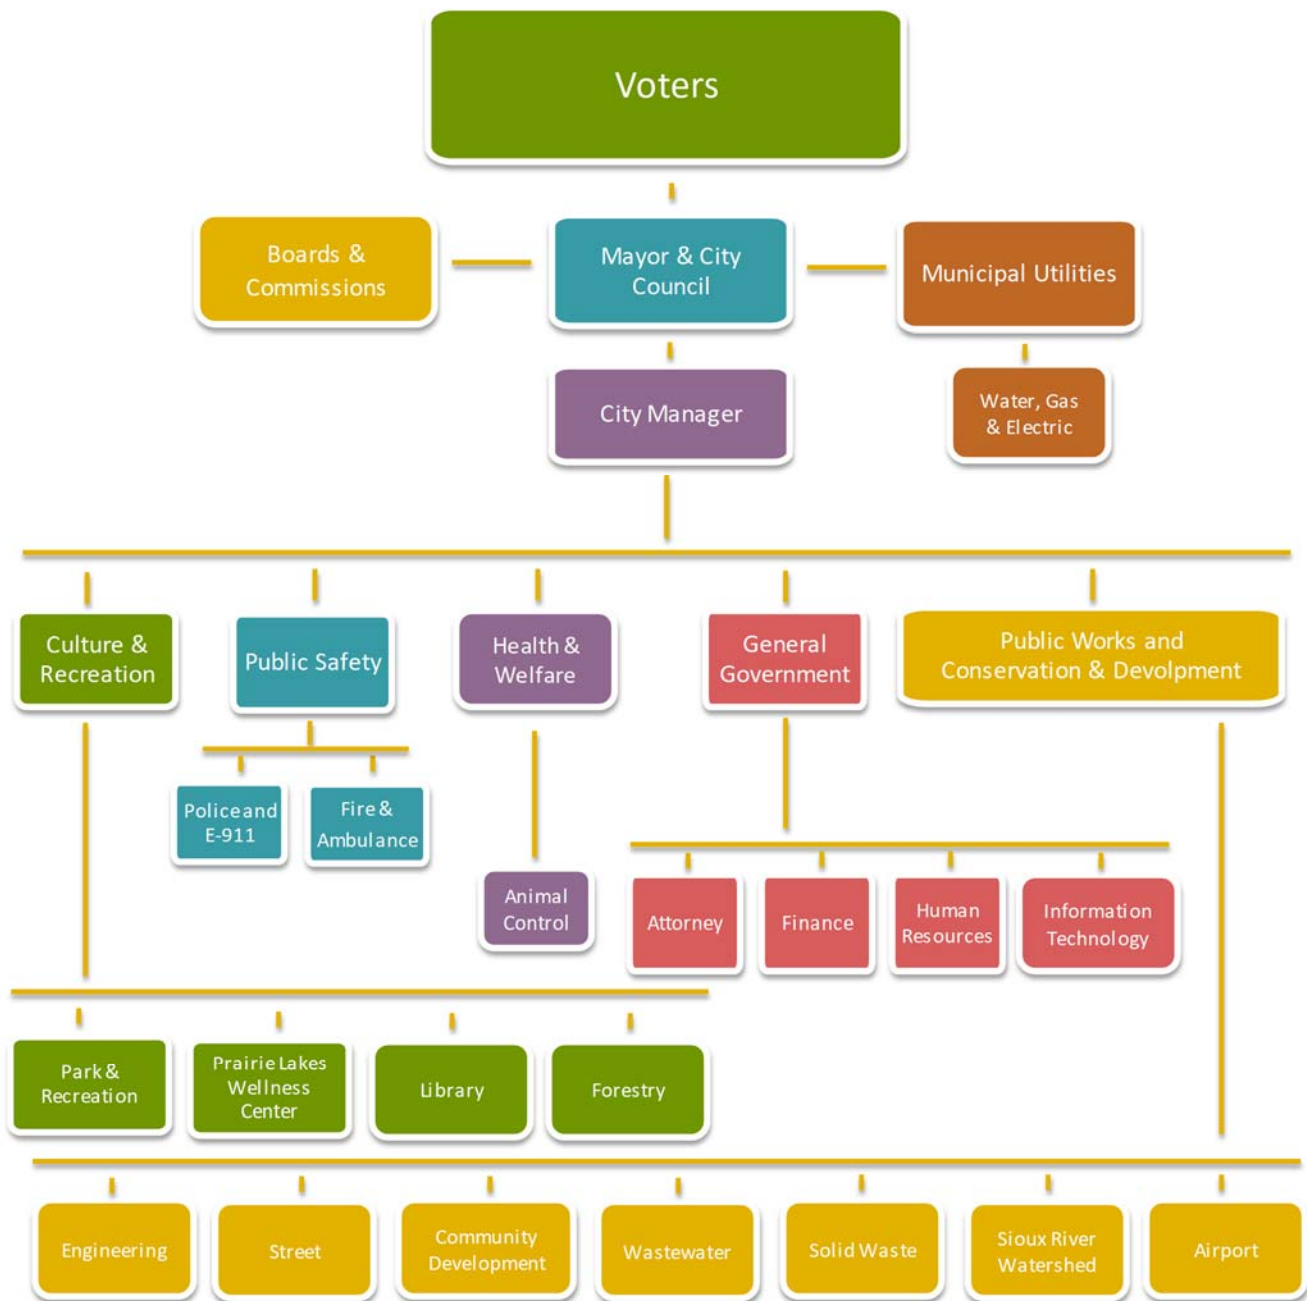 Voters
Boards &
Commissions
Mayor & City
Council
Municipal Utilities
City Manager
Water, Gas
& Electric
Culture &
Recreation
Public Safety
Health &
Welfare
General
Government
Public Works and
Conservation & Devolpment
Police and
E-911
Fire &
Ambulance
Animal
Control
Attorney
Finance
Human
Resources
Information
Technology
Park &
Recreation
Prairie Lakes
Wellness
Center
Library
Forestry
Engineering
Street
Community
Development
Wastewater
Solid Waste
Sioux River
Watershed
Airport